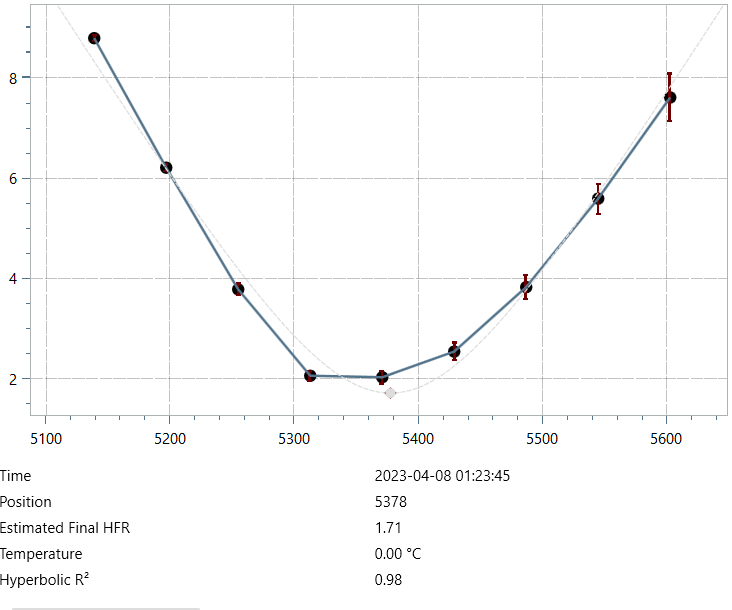 8
6
4
2
5100 5200 5300 5400 5500 5600
Time 2023-04-08 01:23:45
Position 5378
Estimated Final HFR 1.71
Temperature 0.00 °C
Hyperbolic R² 0.98